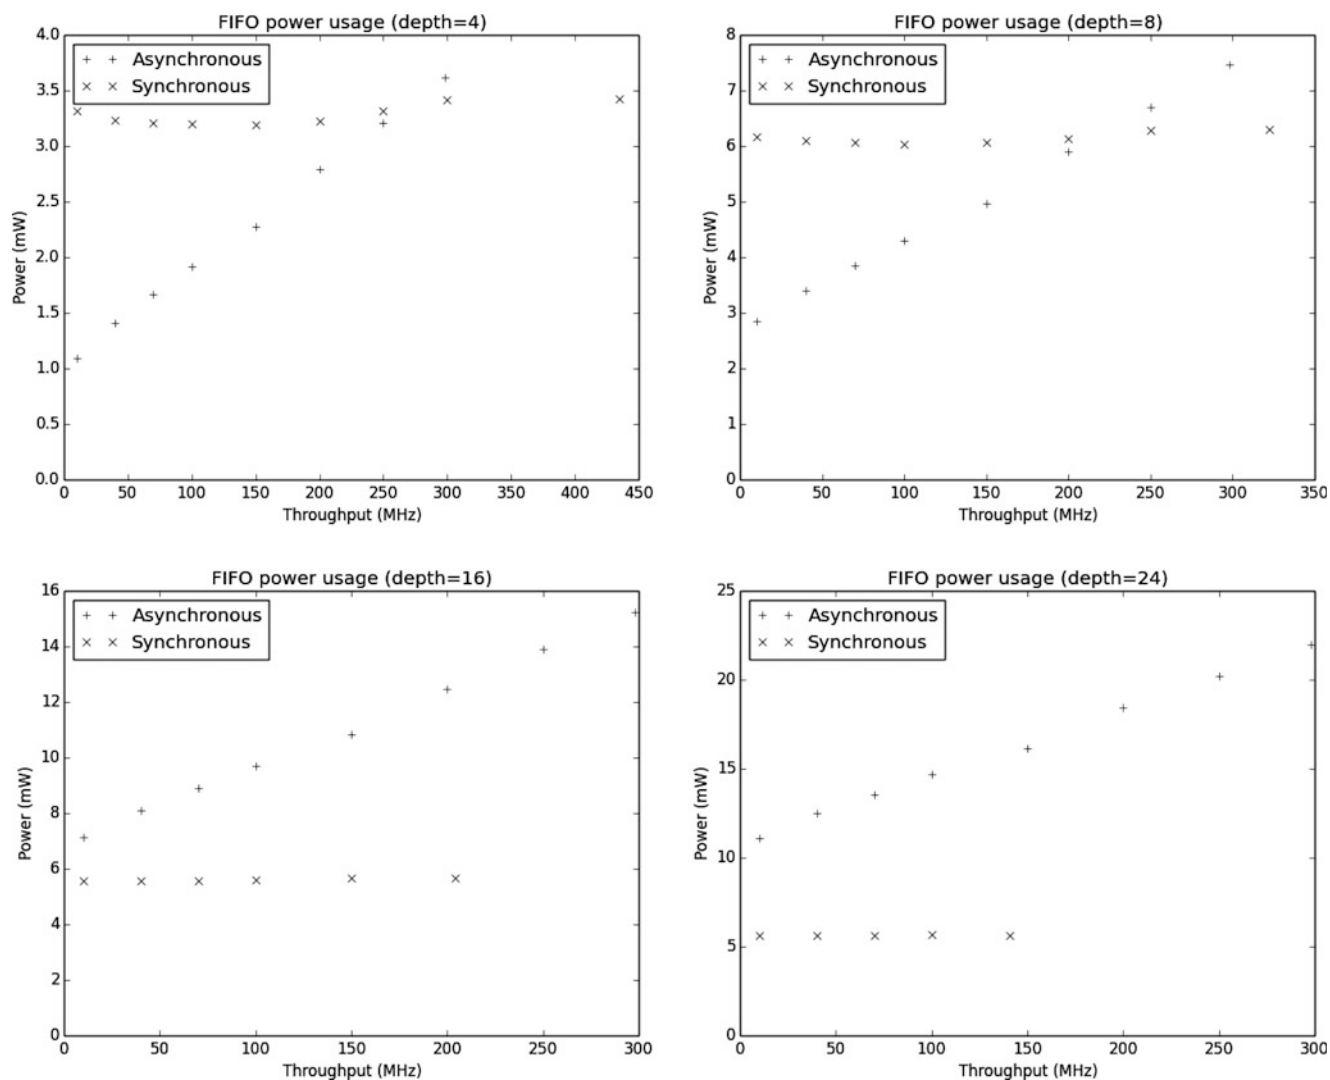 FIFO power usage (depth=4)
4.0
3.5
3.0
2.5
2.0
1.5
1.0
0.5
0.0
Power (mW)
Asynchronous
Synchronous
0 50 100 150 200 250 300 350 400 450
Throughput (MHz)
FIFO power usage (depth=8)
8
7
6
5
4
3
2
1
0
Power (mW)
Asynchronous
Synchronous
0 50 100 150 200 250 300 350
Throughput (MHz)
FIFO power usage (depth=16)
16
14
12
10
8
6
4
2
0
Power (mW)
Asynchronous
Synchronous
0 50 100 150 200 250 300
Throughput (MHz)
FIFO power usage (depth=24)
25
20
15
10
5
0
Power (mW)
Asynchronous
Synchronous
0 50 100 150 200 250 300
Throughput (MHz)